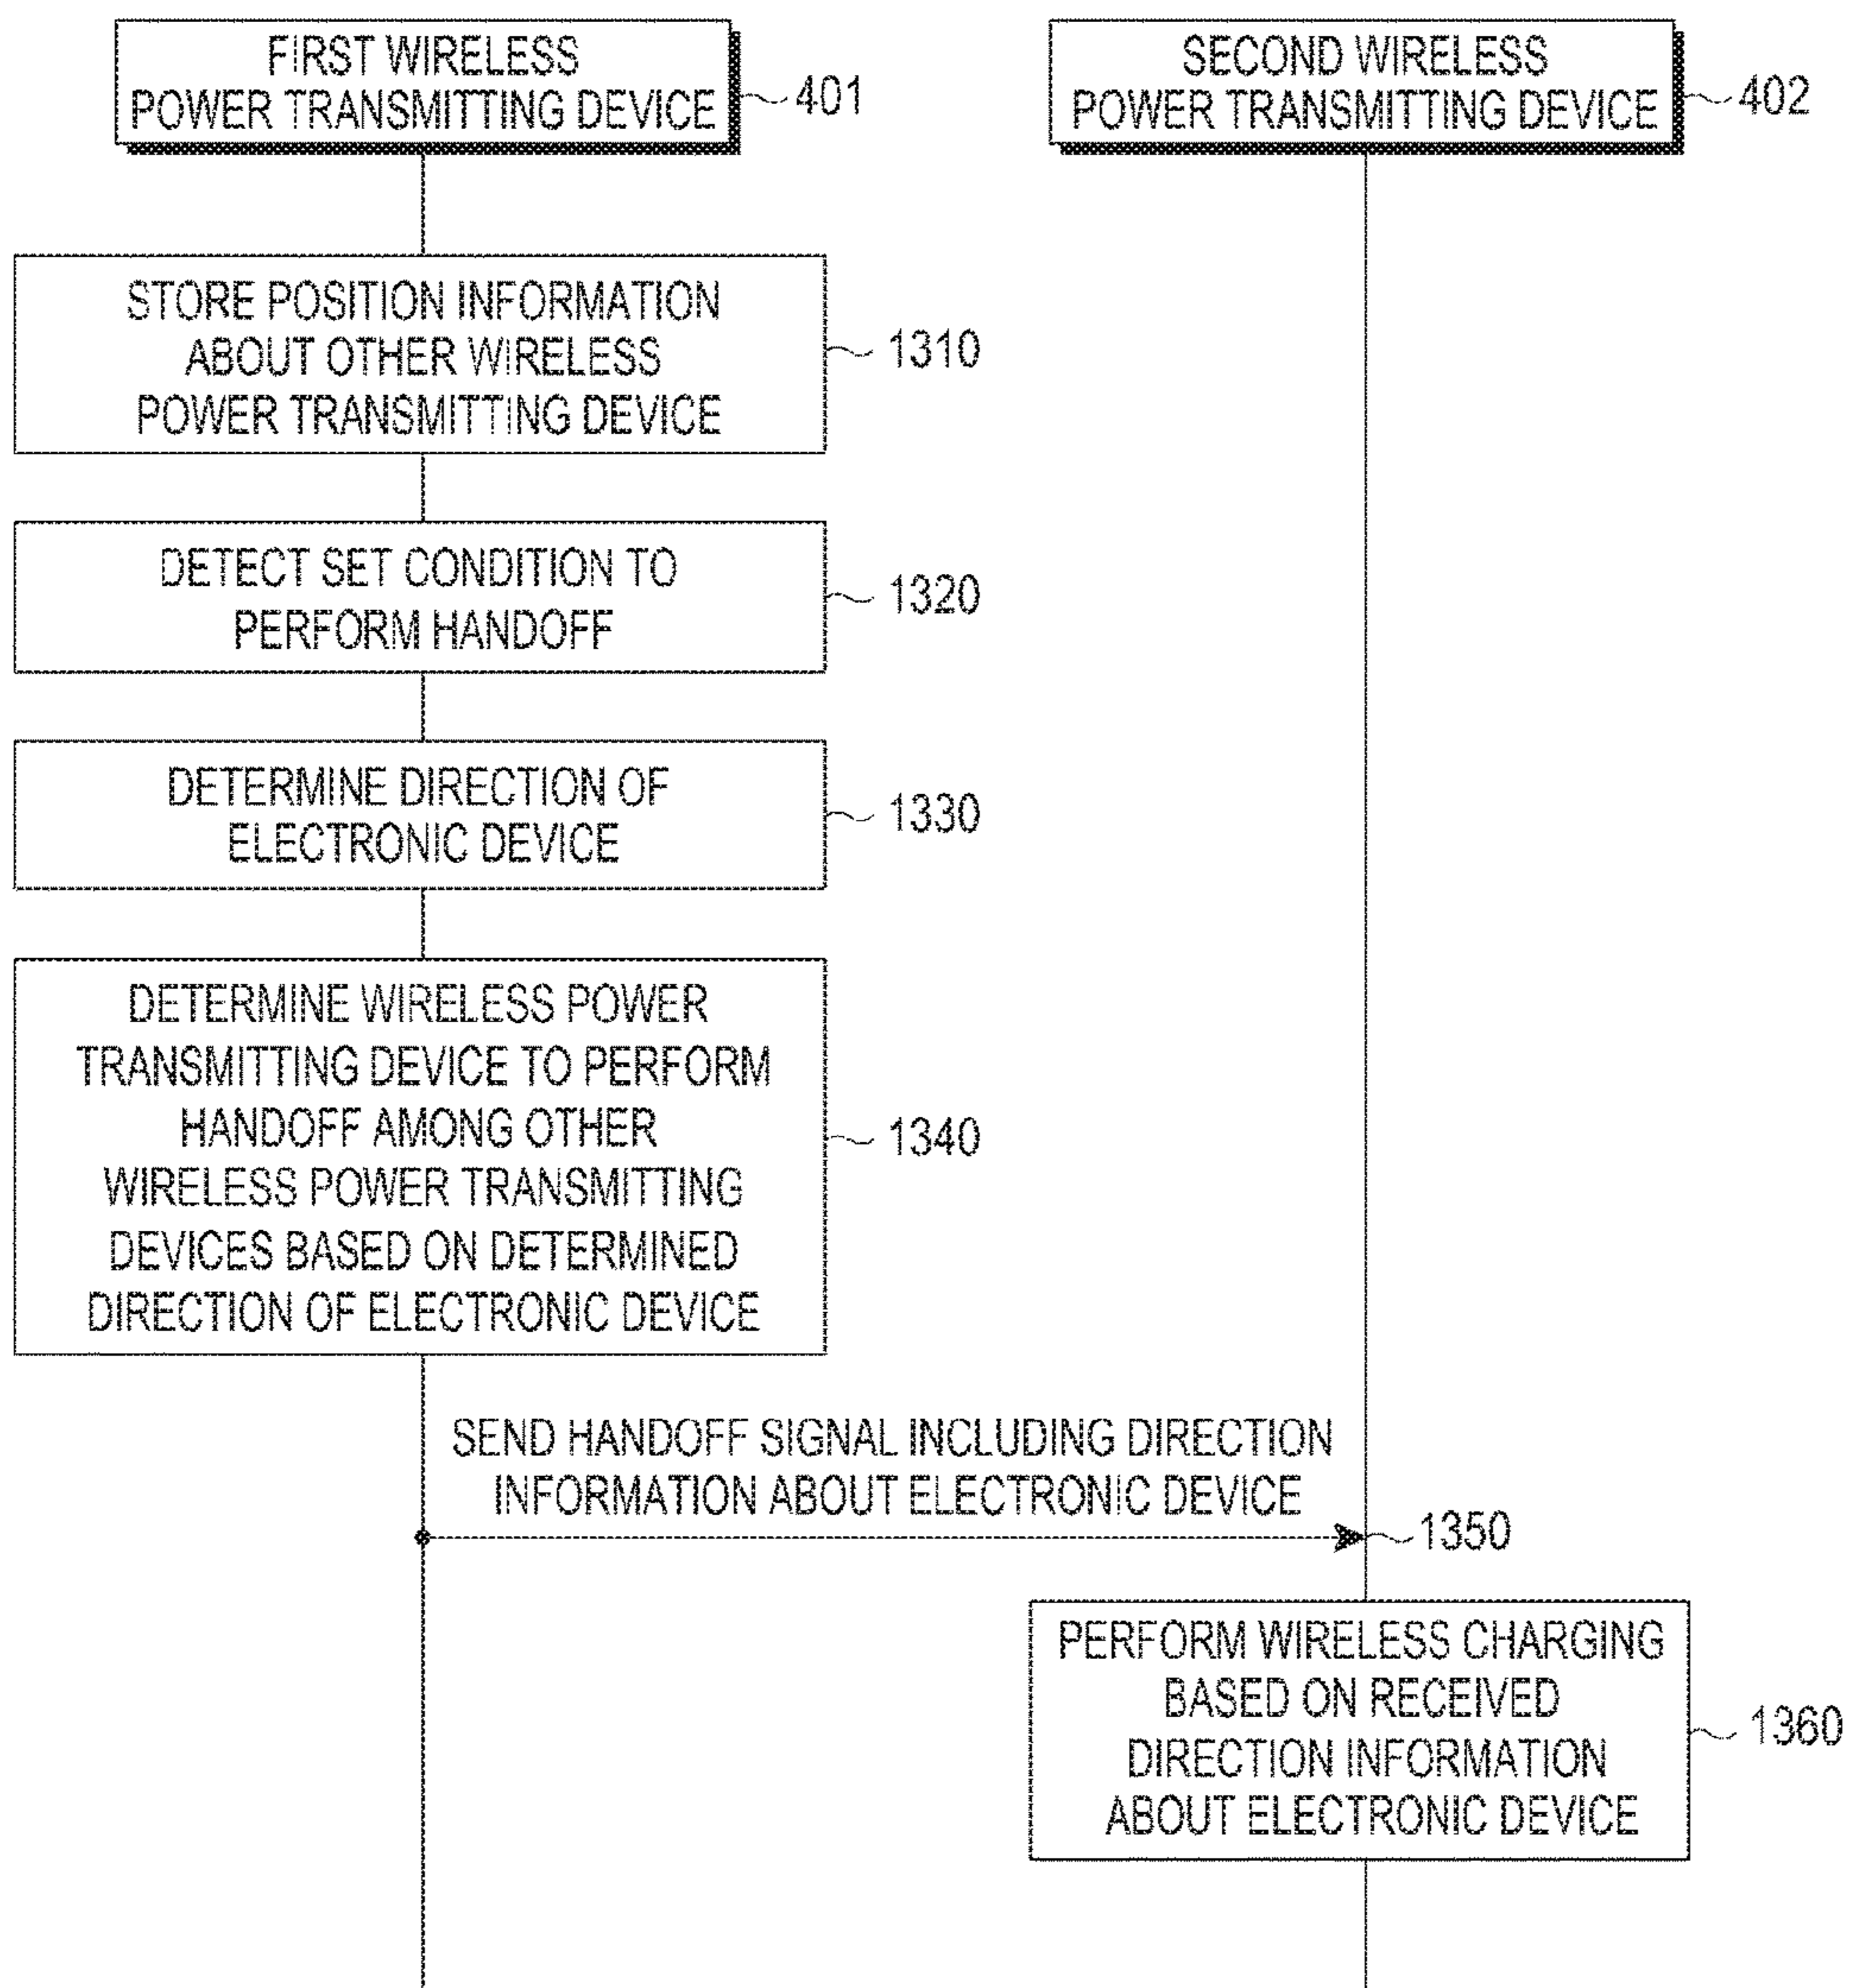 FIRST WIRELESS
POWER TRANSMITTING DEVICE
401
SECOND WIRELESS
POWER TRANSMITTING DEVICE
402
STORE POSITION INFORMATION
ABOUT OTHER WIRELESS
POWER TRANSMITTING DEVICE
1310
DETECT SET CONDITION TO
PERFORM HANDOFF
1320
DETERMINE DIRECTION OF
ELECTRONIC DEVICE
1330
DETERMINE WIRELESS POWER
TRANSMITTING DEVICE TO PERFORM
HANDOFF AMONG OTHER
WIRELESS POWER TRANSMITTING
DEVICES BASED ON DETERMINED
DIRECTION OF ELECTRONIC DEVICE
1340
SEND HANDOFF SIGNAL INCLUDING DIRECTION
INFORMATION ABOUT ELECTRONIC DEVICE
1350
PERFORM WIRELESS CHARGING
BASED ON RECEIVED
DIRECTION INFORMATION
ABOUT ELECTRONIC DEVICE
1360